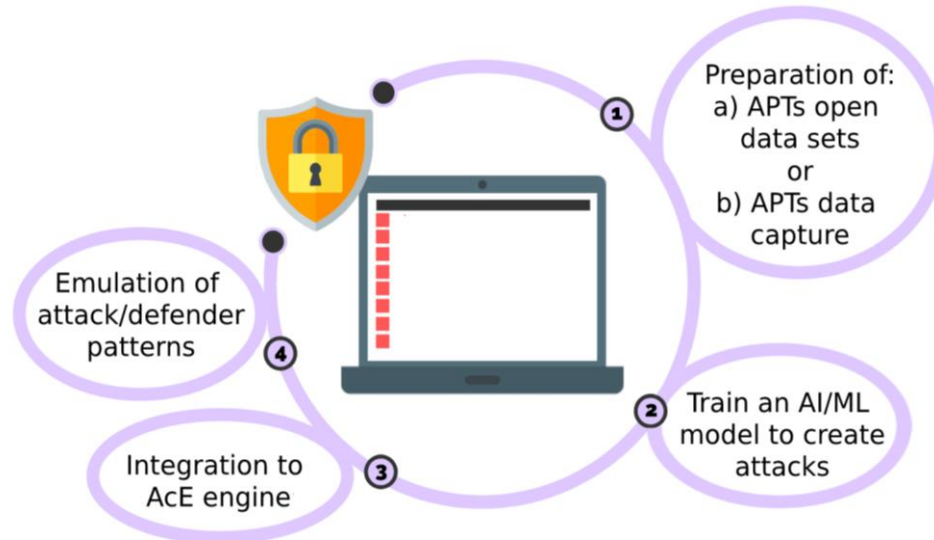 1
Preparation of:
a) APTs open
data sets
or
b) APTs data
capture
2
Train an AI/ML
model to create
attacks
3
Integration to
AcE engine
4
Emulation of
attack/defender
patterns